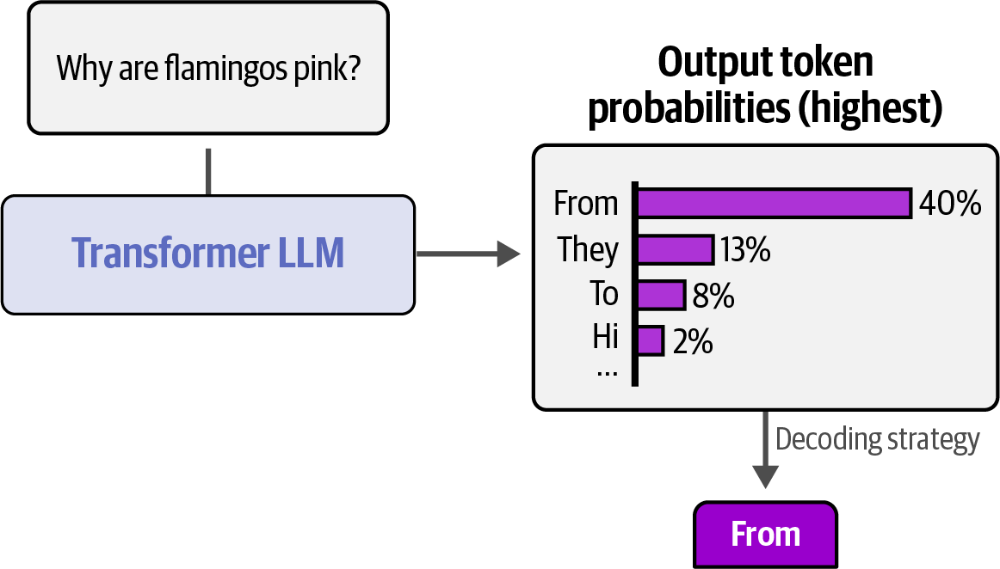 Why are flamingos pink?
Transformer LLM
Output token
probabilities (highest)
From 40%
They 13%
To 8%
Hi 2%
...
Decoding strategy
From